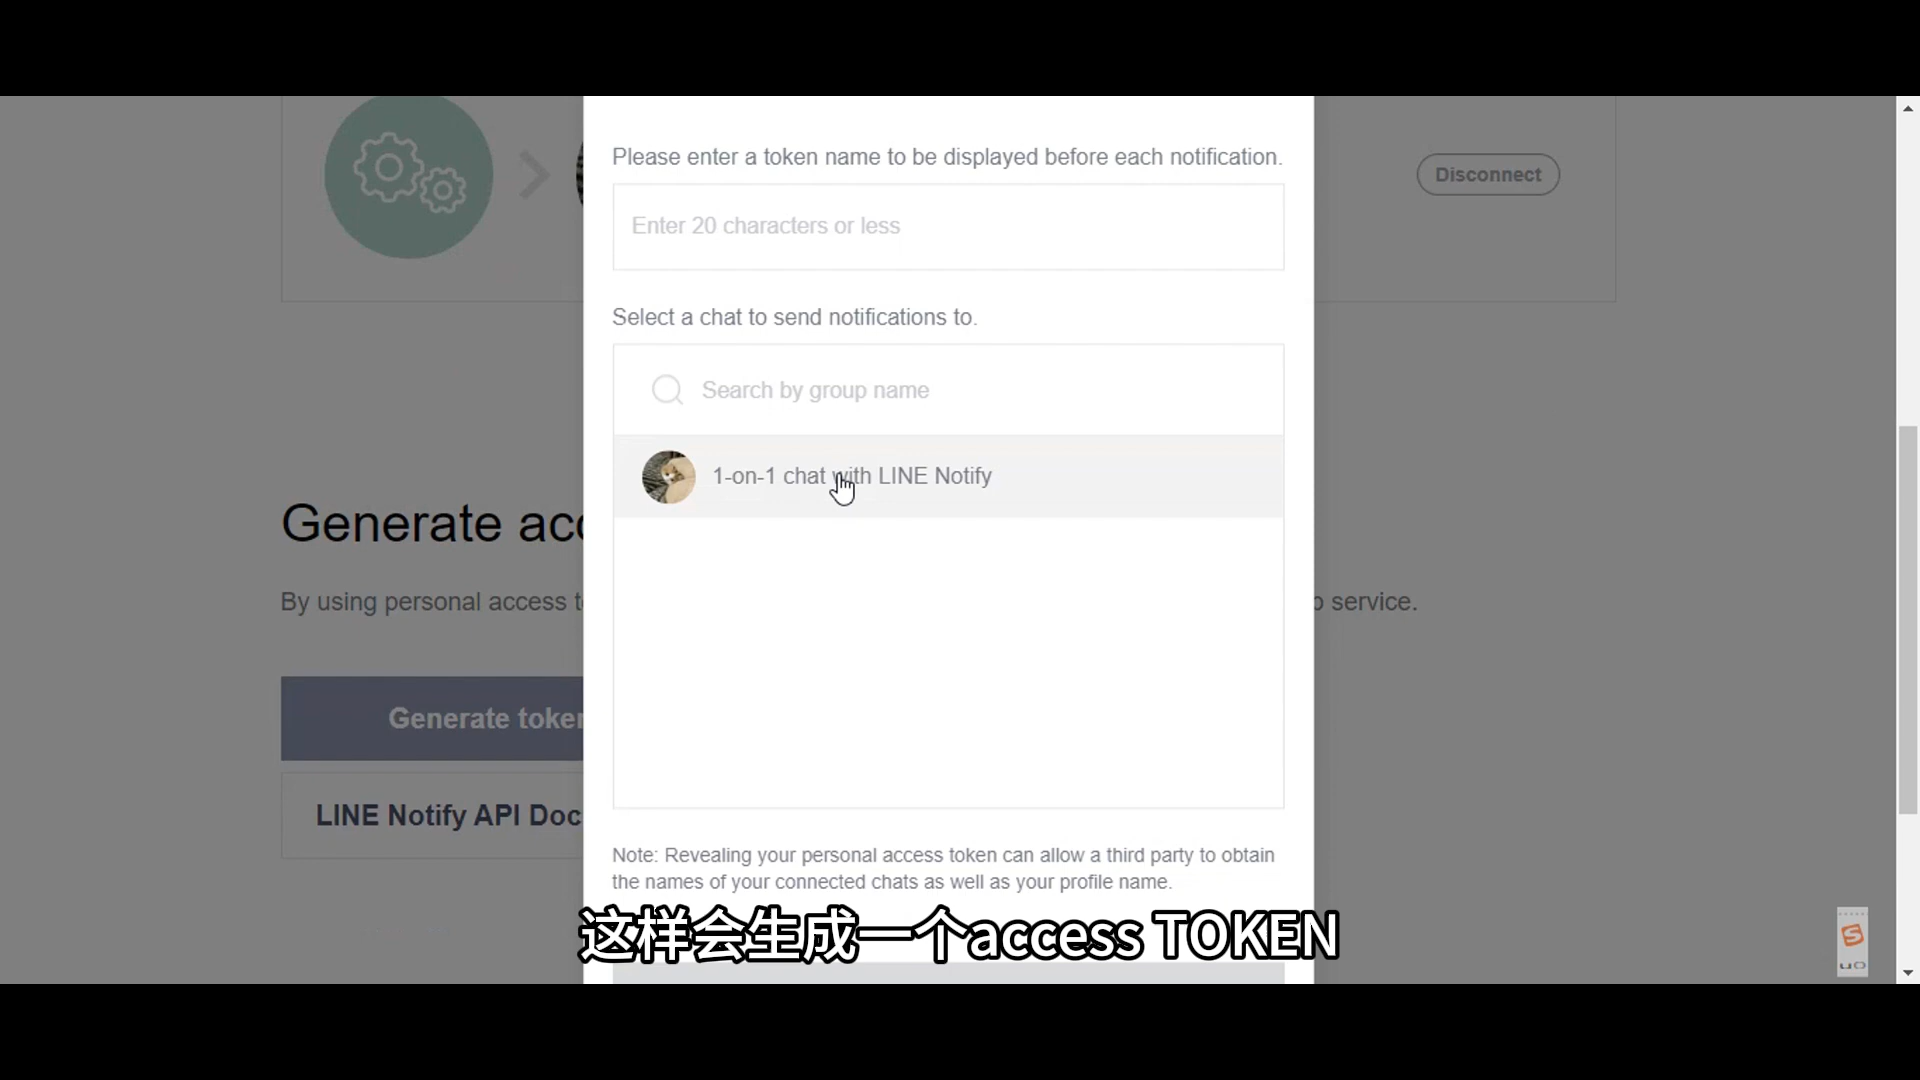 Please enter a token name to be displayed before each notification.
Disconnect
Enter 20 characters or less
Select a chat to send notifications to.
Search by group name
1-on-1 chat with LINE Notify
Generate acc
By using personal access t
service.
Generate token
LINE Notify API Doc
Note: Revealing your personal access token can allow a third party to obtain
the names of your connected chats as well as your profile name.
这样会生成一个access TOKEN